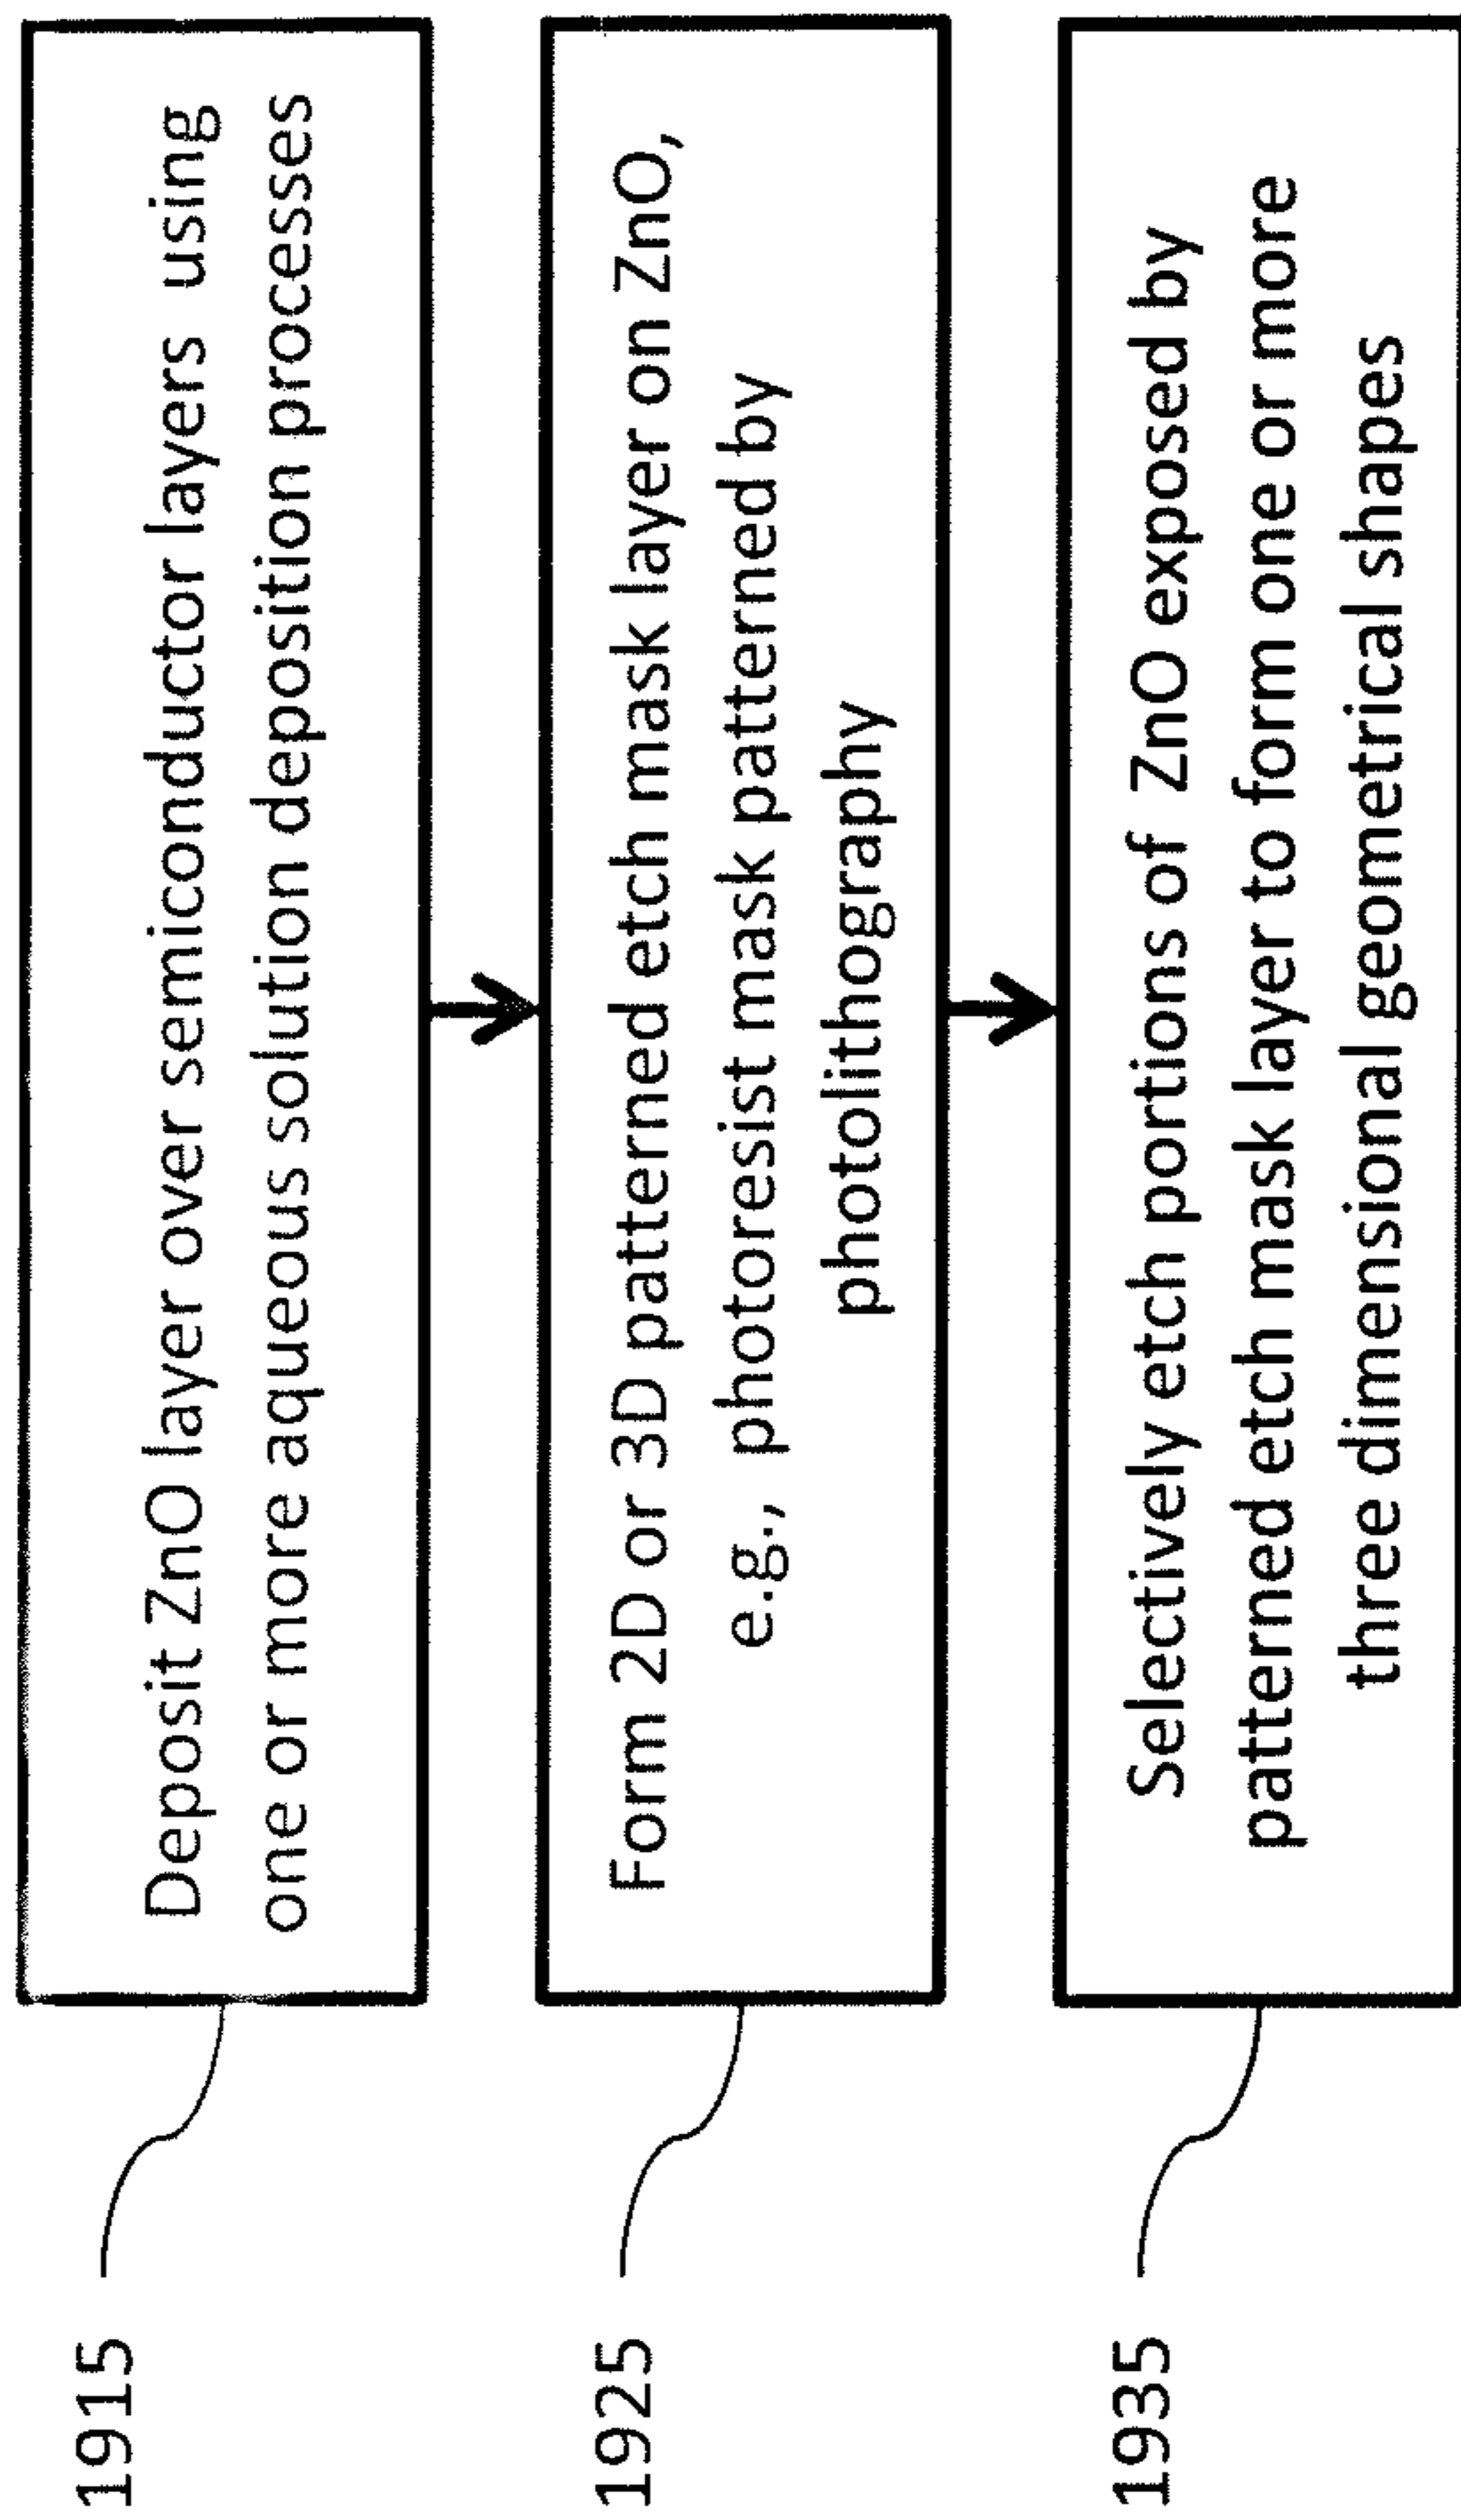 1915
Deposit ZnO layer over semiconductor layers using
one or more aqueous solution deposition processes
1925
Form 2D or 3D patterned etch mask layer on ZnO,
e.g., photoresist mask patterned by
photolithography
1935
Selectively etch portions of ZnO exposed by
patterned etch mask layer to form one or more
three dimensional geometrical shapes